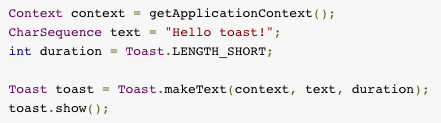 Context context = getApplicationContext();
CharSequence text = "Hello toast!";
int duration = Toast.LENGTH_SHORT;

Toast toast = Toast.makeText(context, text, duration);
toast.show();